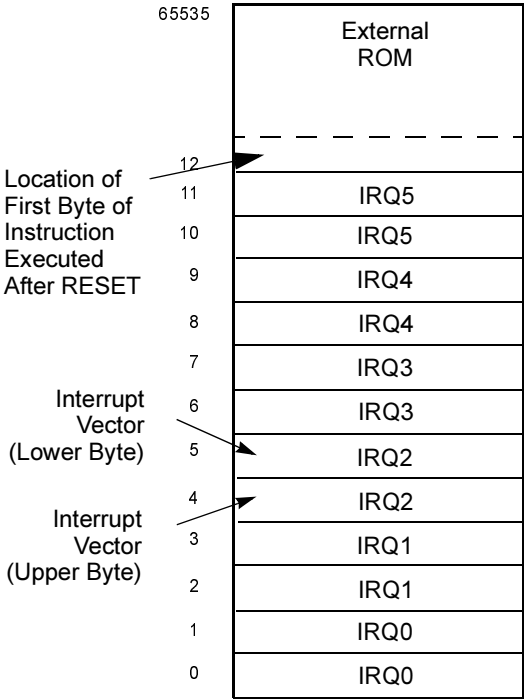 65535
External
ROM
12
Location of
First Byte of
Instruction
Executed
After RESET
11 IRQ5
10 IRQ5
9 IRQ4
8 IRQ4
7 IRQ3
6 IRQ3
Interrupt
Vector
(Lower Byte)
5 IRQ2
4 IRQ2
Interrupt
Vector
(Upper Byte)
3 IRQ1
2 IRQ1
1 IRQ0
0 IRQ0